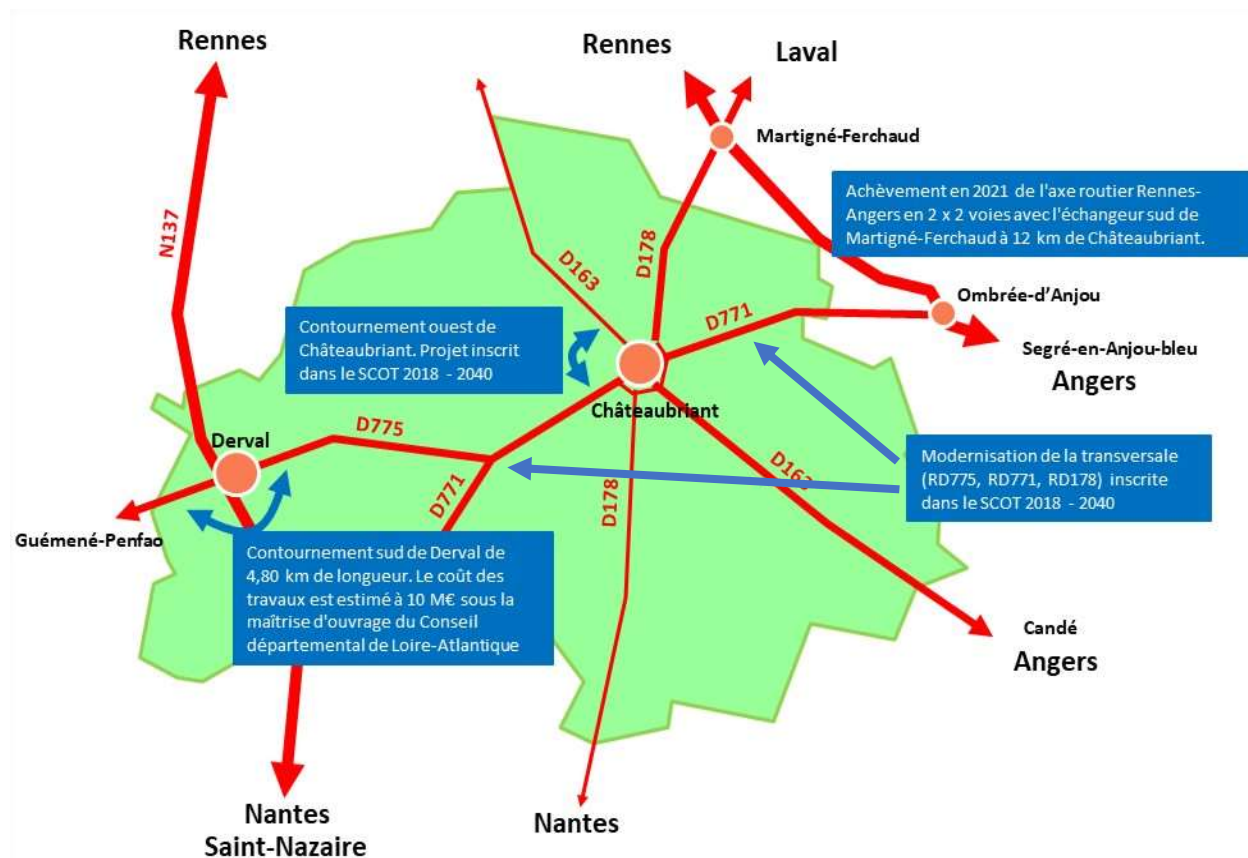 Rennes
Rennes
Laval
Martigné-Ferchaud
Achèvement en 2021 de l'axe routier Rennes-
Angers en 2 x 2 voies avec l'échangeur sud de
Martigné-Ferchaud à 12 km de Châteaubriant.
N137
D163
D178
Ombrée-d’Anjou
D771
Contournement ouest de
Châteaubriant. Projet inscrit
dans le SCOT 2018 - 2040
Segré-en-Anjou-bleu
Angers
Châteaubriant
D775
Derval
D771
D178
D163
Modernisation de la transversale
(RD775, RD771, RD178) inscrite
dans le SCOT 2018 - 2040
Guémené-Penfao
Contournement sud de Derval de
4,80 km de longueur. Le coût des
travaux est estimé à 10 M€ sous la
maîtrise d'ouvrage du Conseil
départemental de Loire-Atlantique
Candé
Angers
Nantes
Saint-Nazaire
Nantes